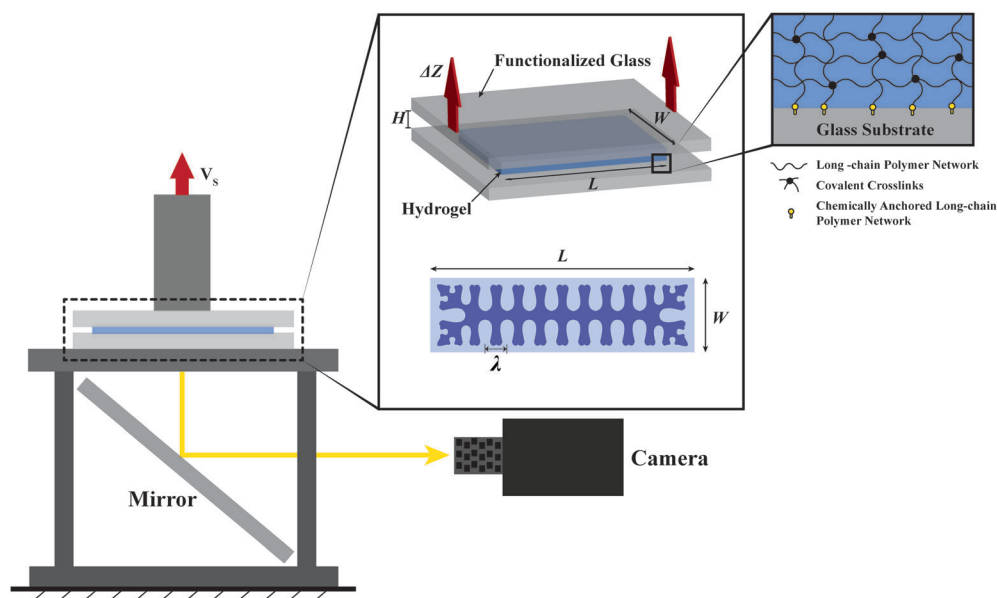 V_S
Mirror
Camera
Functionalized Glass
ΔZ
H
W
L
Hydrogel
L
W
λ
Glass Substrate
Long -chain Polymer Network
Covalent Crosslinks
Chemically Anchored Long-chain
Polymer Network